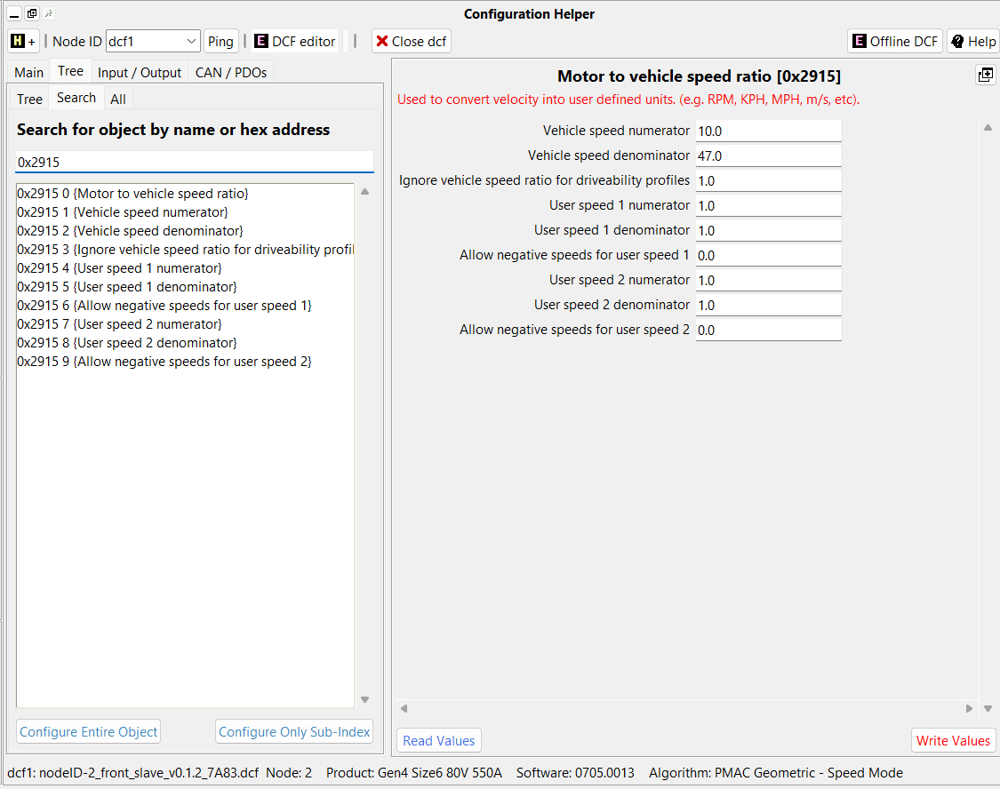 Configuration Helper
H + | Node ID dcf1 Ping | E DCF editor | Close dcf E Offline DCF Help
Main Tree Input / Output CAN / PDOs
Tree Search All
Search for object by name or hex address
0x2915
0x2915 0 {Motor to vehicle speed ratio}
0x2915 1 {Vehicle speed numerator}
0x2915 2 {Vehicle speed denominator}
0x2915 3 {Ignore vehicle speed ratio for driveability profil
0x2915 4 {User speed 1 numerator}
0x2915 5 {User speed 1 denominator}
0x2915 6 {Allow negative speeds for user speed 1}
0x2915 7 {User speed 2 numerator}
0x2915 8 {User speed 2 denominator}
0x2915 9 {Allow negative speeds for user speed 2}
Configure Entire Object Configure Only Sub-Index
Motor to vehicle speed ratio [0x2915]
Used to convert velocity into user defined units. (e.g. RPM, KPH, MPH, m/s, etc).
Vehicle speed numerator 10.0
Vehicle speed denominator 47.0
Ignore vehicle speed ratio for driveability profiles 1.0
User speed 1 numerator 1.0
User speed 1 denominator 1.0
Allow negative speeds for user speed 1 0.0
User speed 2 numerator 1.0
User speed 2 denominator 1.0
Allow negative speeds for user speed 2 0.0
Read Values Write Values
dcf1: nodeID-2_front_slave_v0.1.2_7A83.dcf Node: 2 Product: Gen4 Size6 80V 550A Software: 0705.0013 Algorithm: PMAC Geometric - Speed Mode